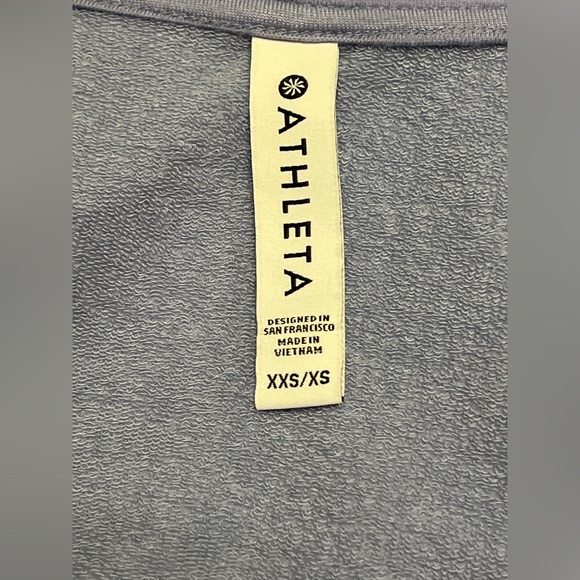 ATHLETA
DESIGNED IN
SAN FRANCISCO
MADE IN
VIETNAM
XXS/XS